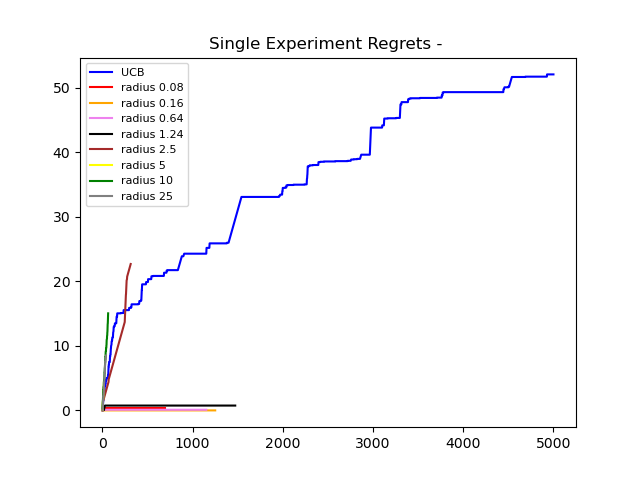 Single Experiment Regrets -
UCB
radius 0.08
radius 0.16
radius 0.64
radius 1.24
radius 2.5
radius 5
radius 10
radius 25
50
40
30
20
10
0
0 1000 2000 3000 4000 5000